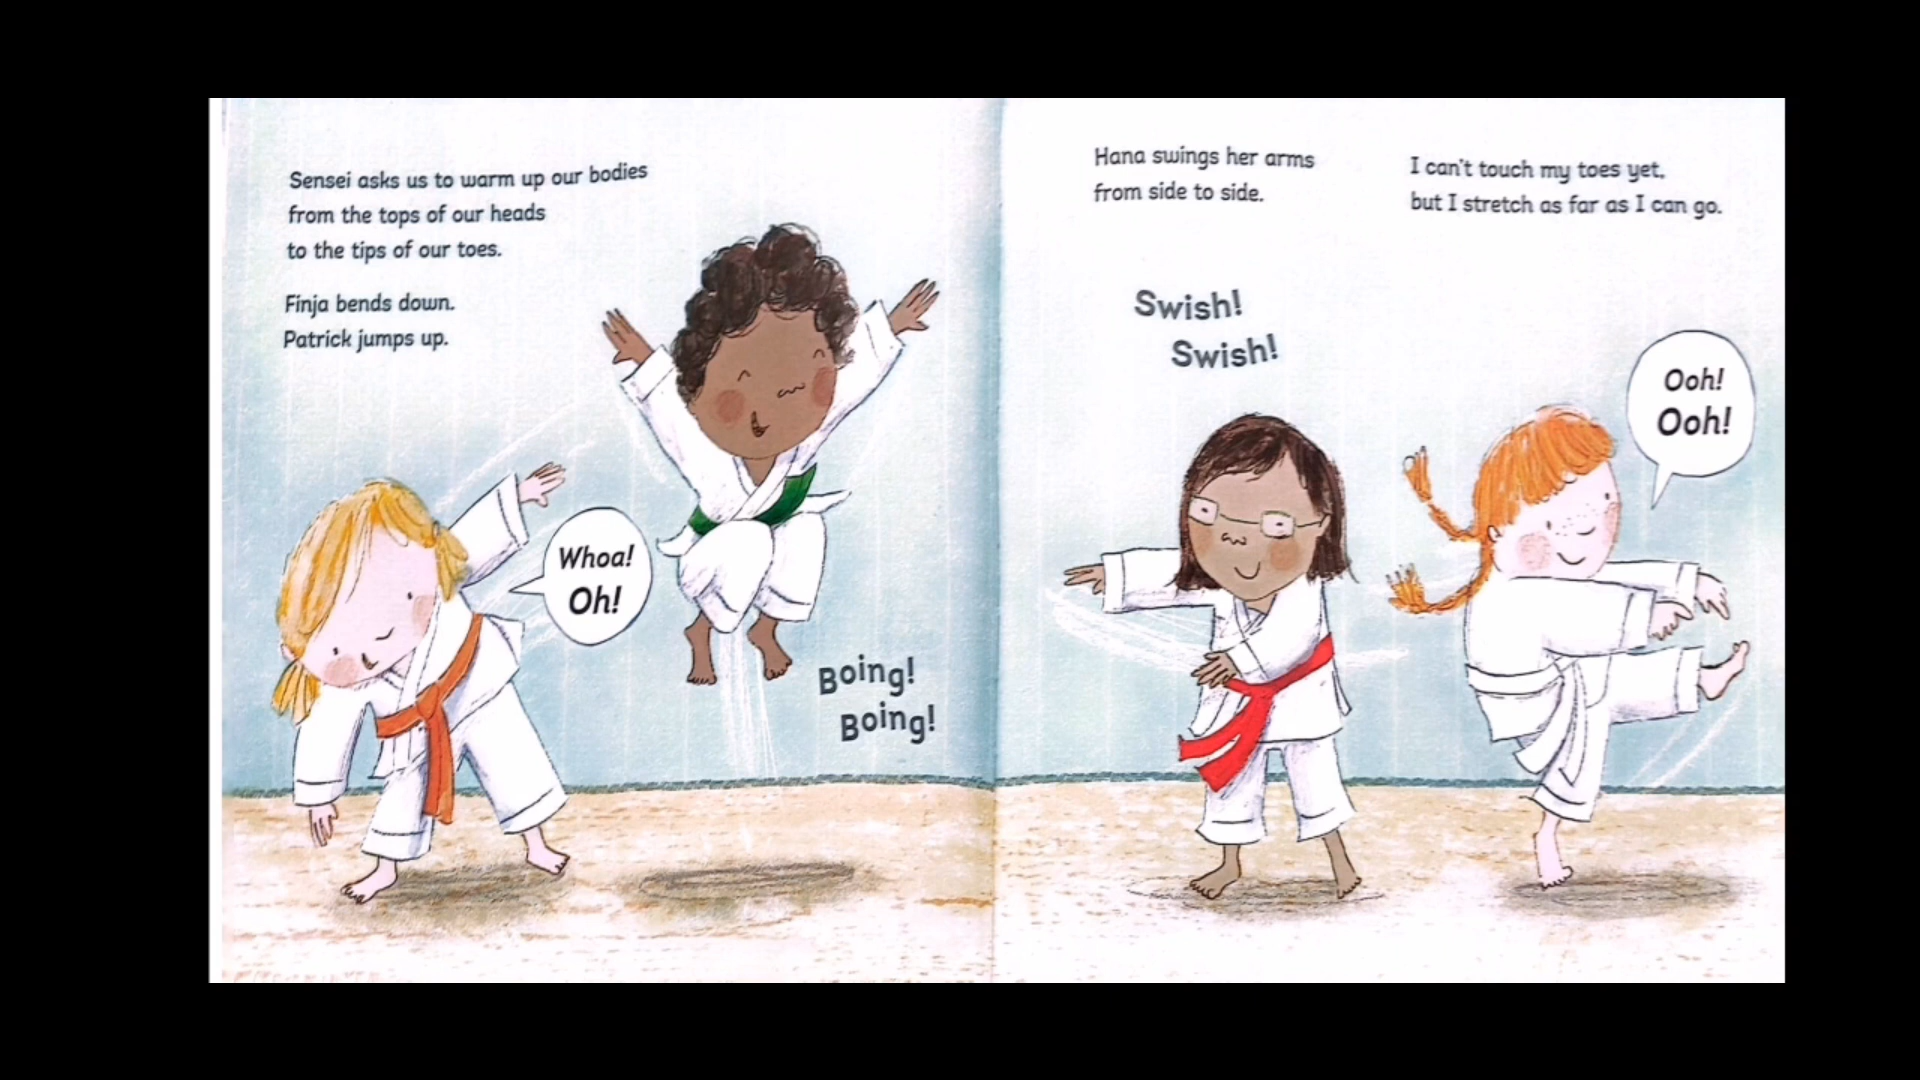 Sensei asks us to warm up our bodies
from the tops of our heads
to the tips of our toes.
Finja bends down.
Patrick jumps up.
Whoa!
Oh!
Boing!
Boing!
Hana swings her arms
from side to side.
Swish!
Swish!
I can't touch my toes yet,
but I stretch as far as I can go.
Ooh!
Ooh!